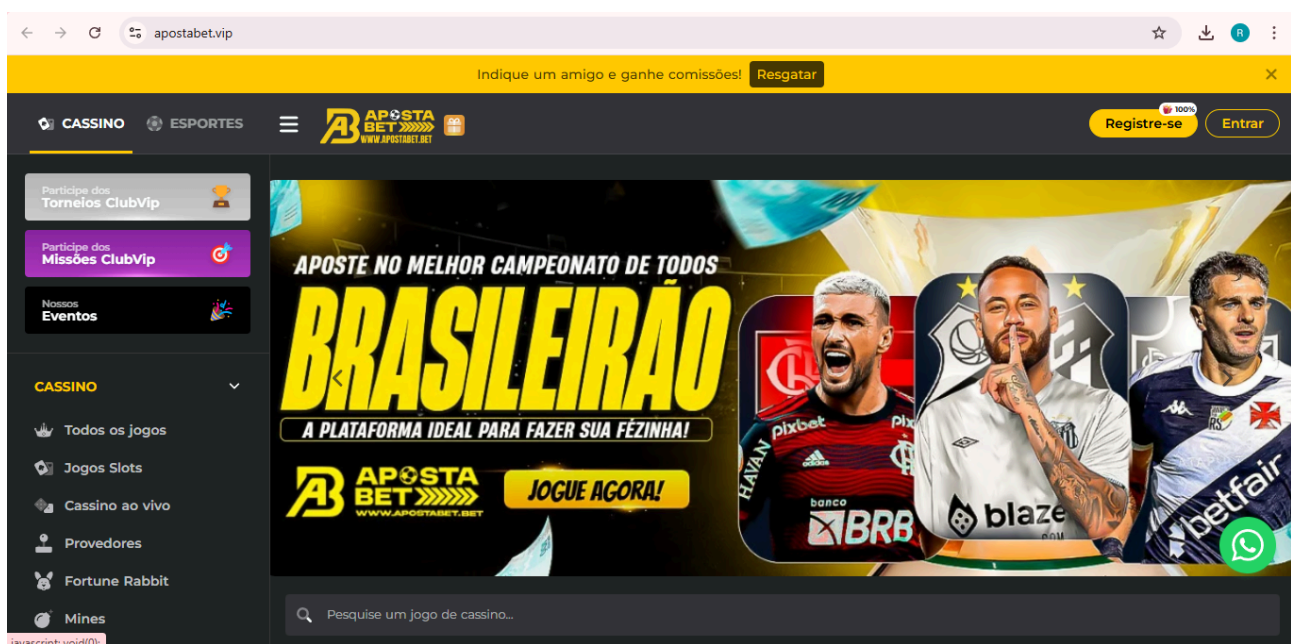 apostabet.vip
R
Indique um amigo e ganhe comissões! Resgatar
CASSINO
ESPORTES
APOSTA
BET
WWW.APOSTABET.BET
100%
Registre-se
Entrar
Participe dos
Torneios ClubVip
Participe dos
Missões ClubVip
Nossos
Eventos
CASSINO
Todos os jogos
Jogos Slots
Cassino ao vivo
Provedores
Fortune Rabbit
Mines
javascript: void(0);
APOSTE NO MELHOR CAMPEONATO DE TODOS
BRASILEIRÃO
A PLATAFORMA IDEAL PARA FAZER SUA FÉZINHA!
APOSTA
BET
WWW.APOSTABET.BET
JOGUE AGORA!
pixbet
pix
adidas
HAVAN
banco
BRB
blaze
.COM
betfair
Pesquise um jogo de cassino...